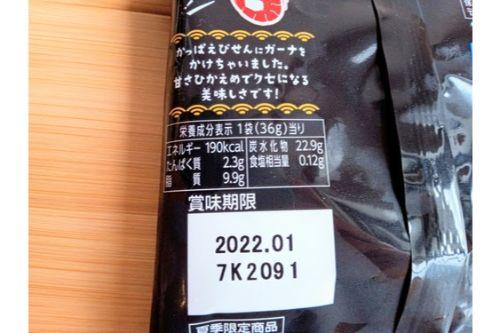 かっぱえびせんにガーナを
かけちゃいました。
甘さひかえめでクセになる
美味しさです!
栄養成分表示 1袋(36g)当り
エネルギー 190kcal 炭水化物 22.9g
たんぱく質 2.3g 食塩相当量 0.12g
脂質 9.9g
賞味期限
2022.01
7K2091
夏季限定商品